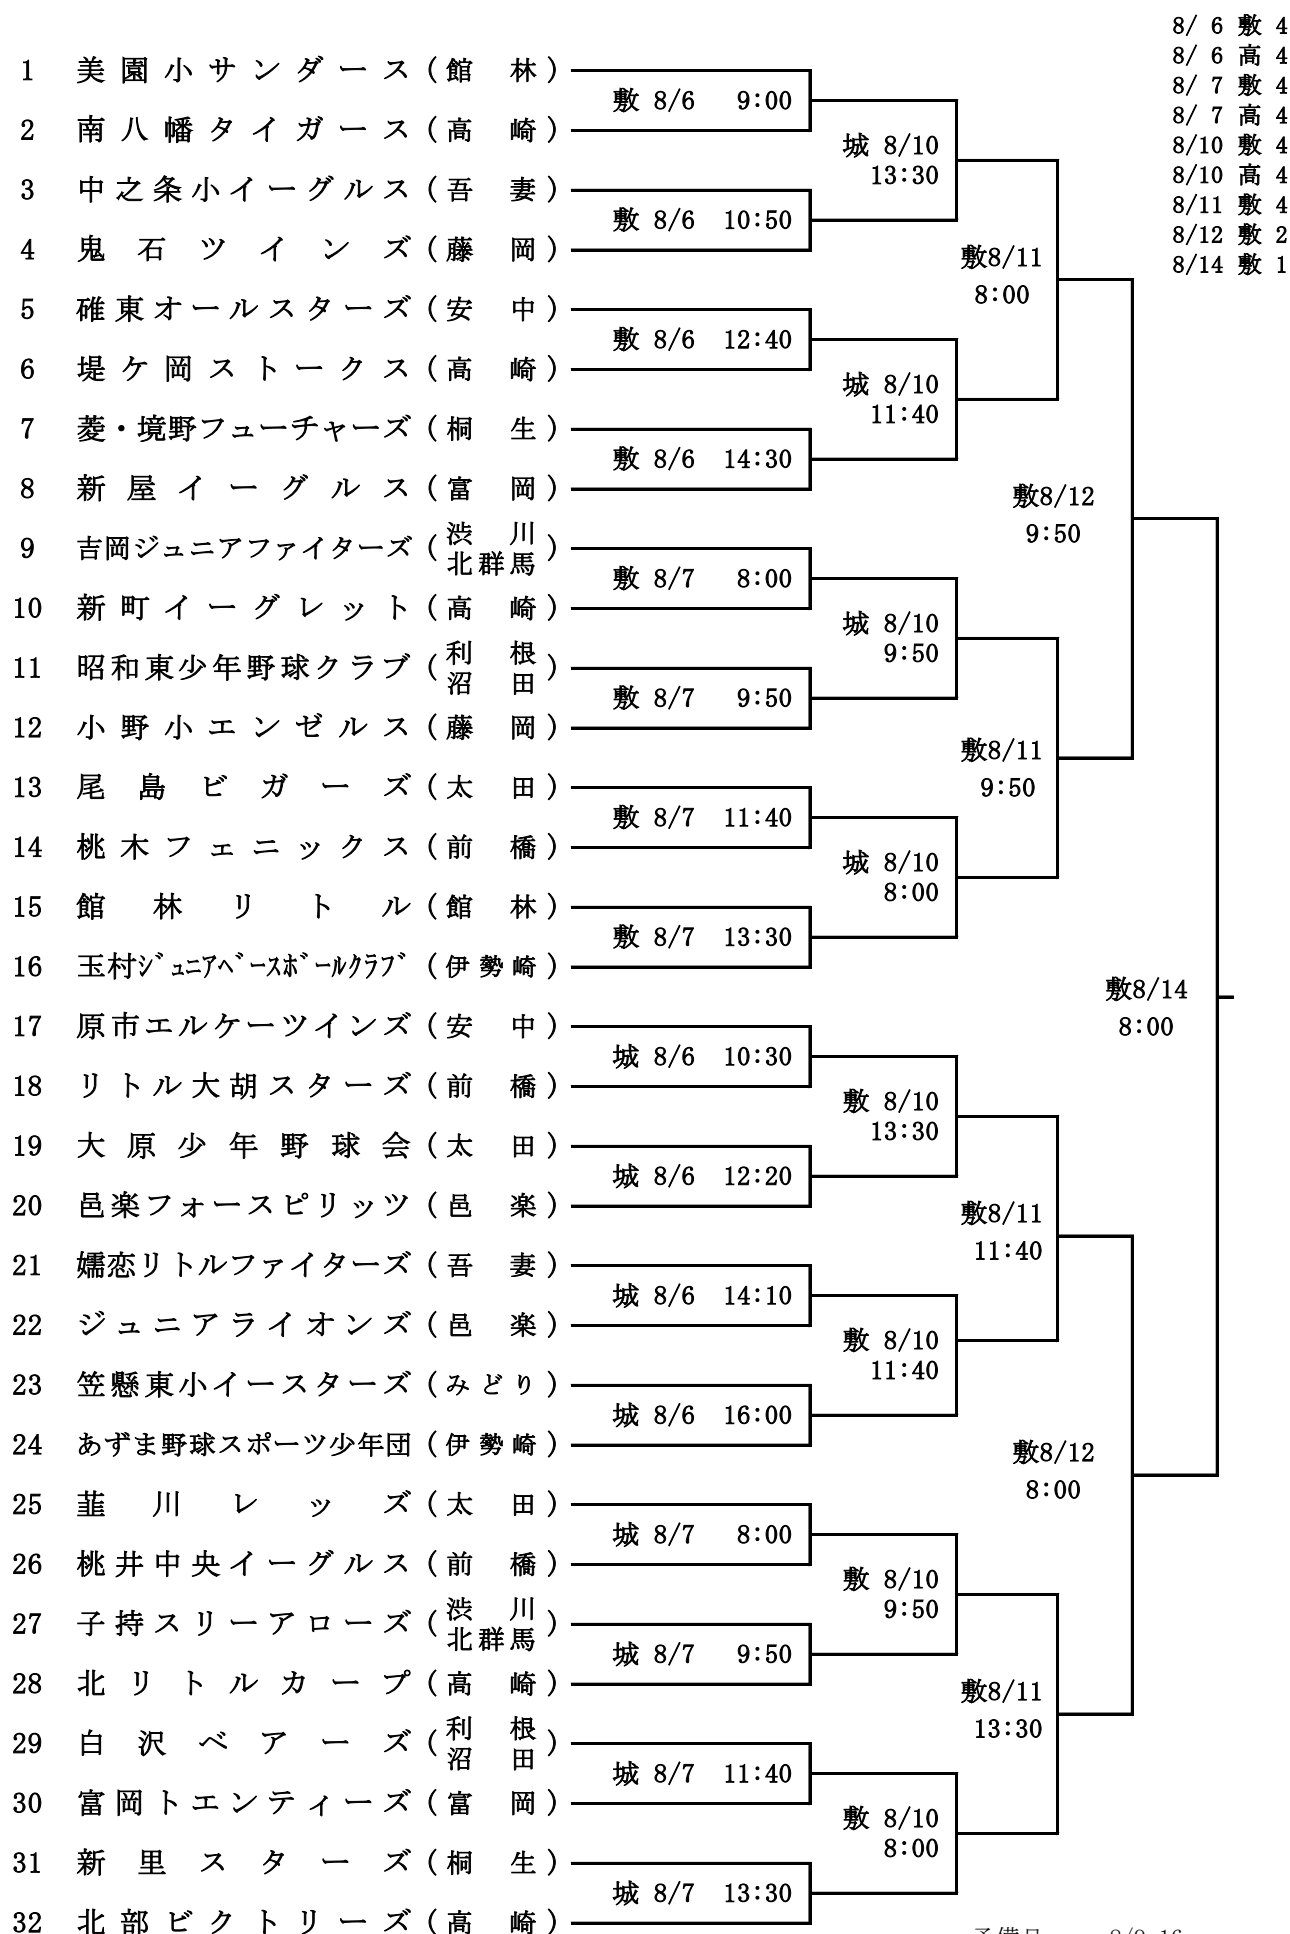 8/ 6 敷 4
8/ 6 高 4
8/ 7 敷 4
8/ 7 高 4
8/10 敷 4
8/10 高 4
8/11 敷 4
8/12 敷 2
8/14 敷 1
1 美園小サンダース(館 林)
敷 8/6 9:00
2 南八幡タイガース(高 崎)
城 8/10
13:30
3 中之条小イーグルス(吾 妻)
敷 8/6 10:50
4 鬼石ツインズ(藤 岡)
敷8/11
8:00
5 碓東オールスターズ(安 中)
敷 8/6 12:40
6 堤ケ岡ストークス(高 崎)
城 8/10
11:40
7 菱・境野フューチャーズ(桐 生)
敷 8/6 14:30
8 新屋イーグルス(富 岡)
敷8/12
9:50
9 吉岡ジュニアファイターズ(渋 川 北群馬)
敷 8/7 8:00
10 新町イーグレット(高 崎)
城 8/10
9:50
11 昭和東少年野球クラブ(利 根 沼 田)
敷 8/7 9:50
12 小野小エンゼルス(藤 岡)
敷8/11
9:50
13 尾島ビガーズ(太 田)
敷 8/7 11:40
14 桃木フェニックス(前 橋)
城 8/10
8:00
15 館林リトル(館 林)
敷 8/7 13:30
16 玉村ジュニアベースボールクラブ(伊勢崎)
敷8/14
8:00
17 原市エルケーツインズ(安 中)
城 8/6 10:30
18 リトル大胡スターズ(前 橋)
敷 8/10
13:30
19 大原少年野球会(太 田)
城 8/6 12:20
20 邑楽フォースピリッツ(邑 楽)
敷8/11
11:40
21 嬬恋リトルファイターズ(吾 妻)
城 8/6 14:10
22 ジュニアライオンズ(邑 楽)
敷 8/10
11:40
23 笠懸東小イースターズ(みどり)
城 8/6 16:00
24 あずま野球スポーツ少年団(伊勢崎)
敷8/12
8:00
25 韮川レッズ(太 田)
城 8/7 8:00
26 桃井中央イーグルス(前 橋)
敷 8/10
9:50
27 子持スリーアローズ(渋 川 北群馬)
城 8/7 9:50
28 北リトルカープ(高 崎)
敷8/11
13:30
29 白沢ベアーズ(利 根 沼 田)
城 8/7 11:40
30 富岡トエンティーズ(富 岡)
敷 8/10
8:00
31 新里スターズ(桐 生)
城 8/7 13:30
32 北部ビクトリーズ(高 崎)